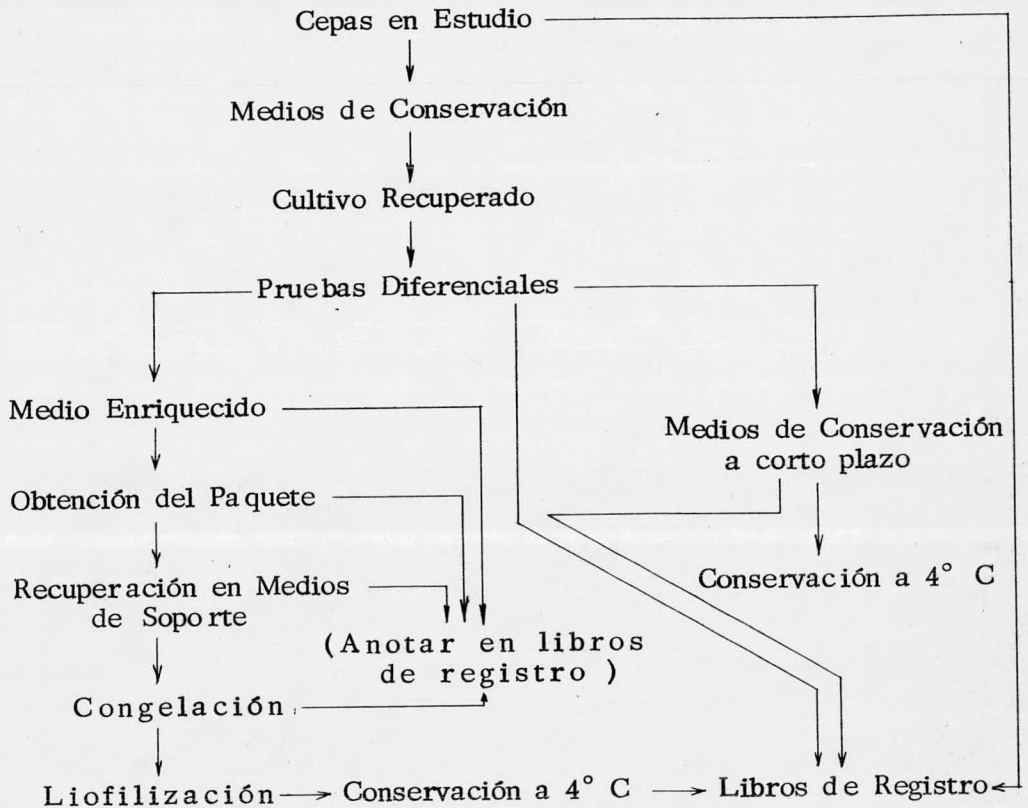 Cepas en Estudio
Medios de Conservación
Cultivo Recuperado
Pruebas Diferenciales
Medio Enriquecido
Medios de Conservación
a corto plazo
Obtención del Paquete
Conservación a 4° C
Recuperación en Medios
de Soporte
(Anotar en libros
de registro )
Congelación
Liofilización
Conservación a 4° C
Libros de Registro